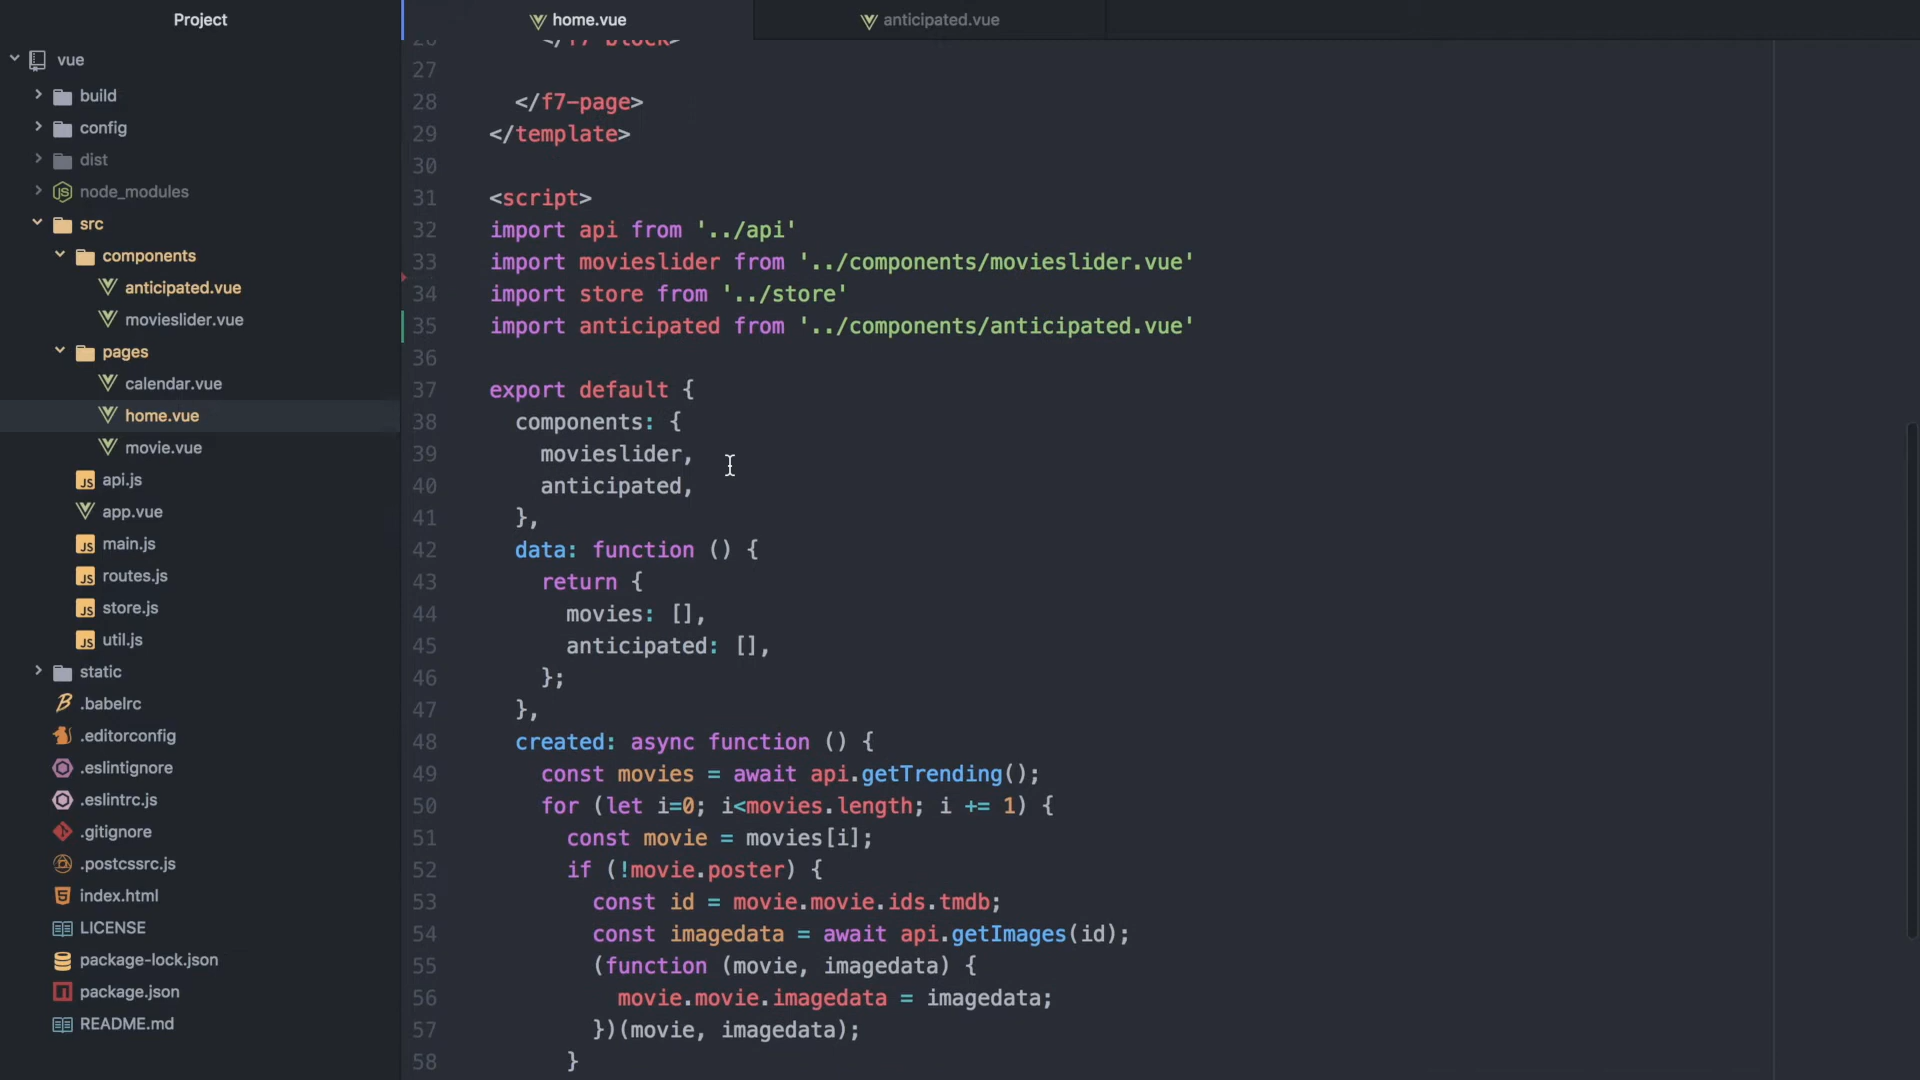 Project
vue
build
config
dist
node_modules
src
components
anticipated.vue
movieslider.vue
pages
calendar.vue
home.vue
movie.vue
api.js
app.vue
main.js
routes.js
store.js
util.js
static
.babelrc
.editorconfig
.eslintignore
.eslintrc.js
.gitignore
.postcssrc.js
index.html
LICENSE
package-lock.json
package.json
README.md
home.vue
anticipated.vue
26 </f7-block>
27
28 </f7-page>
29 </template>
30
31 <script>
32 import api from '../api'
33 import movieslider from '../components/movieslider.vue'
34 import store from '../store'
35 import anticipated from '../components/anticipated.vue'
36
37 export default {
38 components: {
39 movieslider,
40 anticipated,
41 },
42 data: function () {
43 return {
44 movies: [],
45 anticipated: [],
46 };
47 },
48 created: async function () {
49 const movies = await api.getTrending();
50 for (let i=0; i<movies.length; i += 1) {
51 const movie = movies[i];
52 if (!movie.poster) {
53 const id = movie.movie.ids.tmdb;
54 const imagedata = await api.getImages(id);
55 (function (movie, imagedata) {
56 movie.movie.imagedata = imagedata;
57 })(movie, imagedata);
58 }